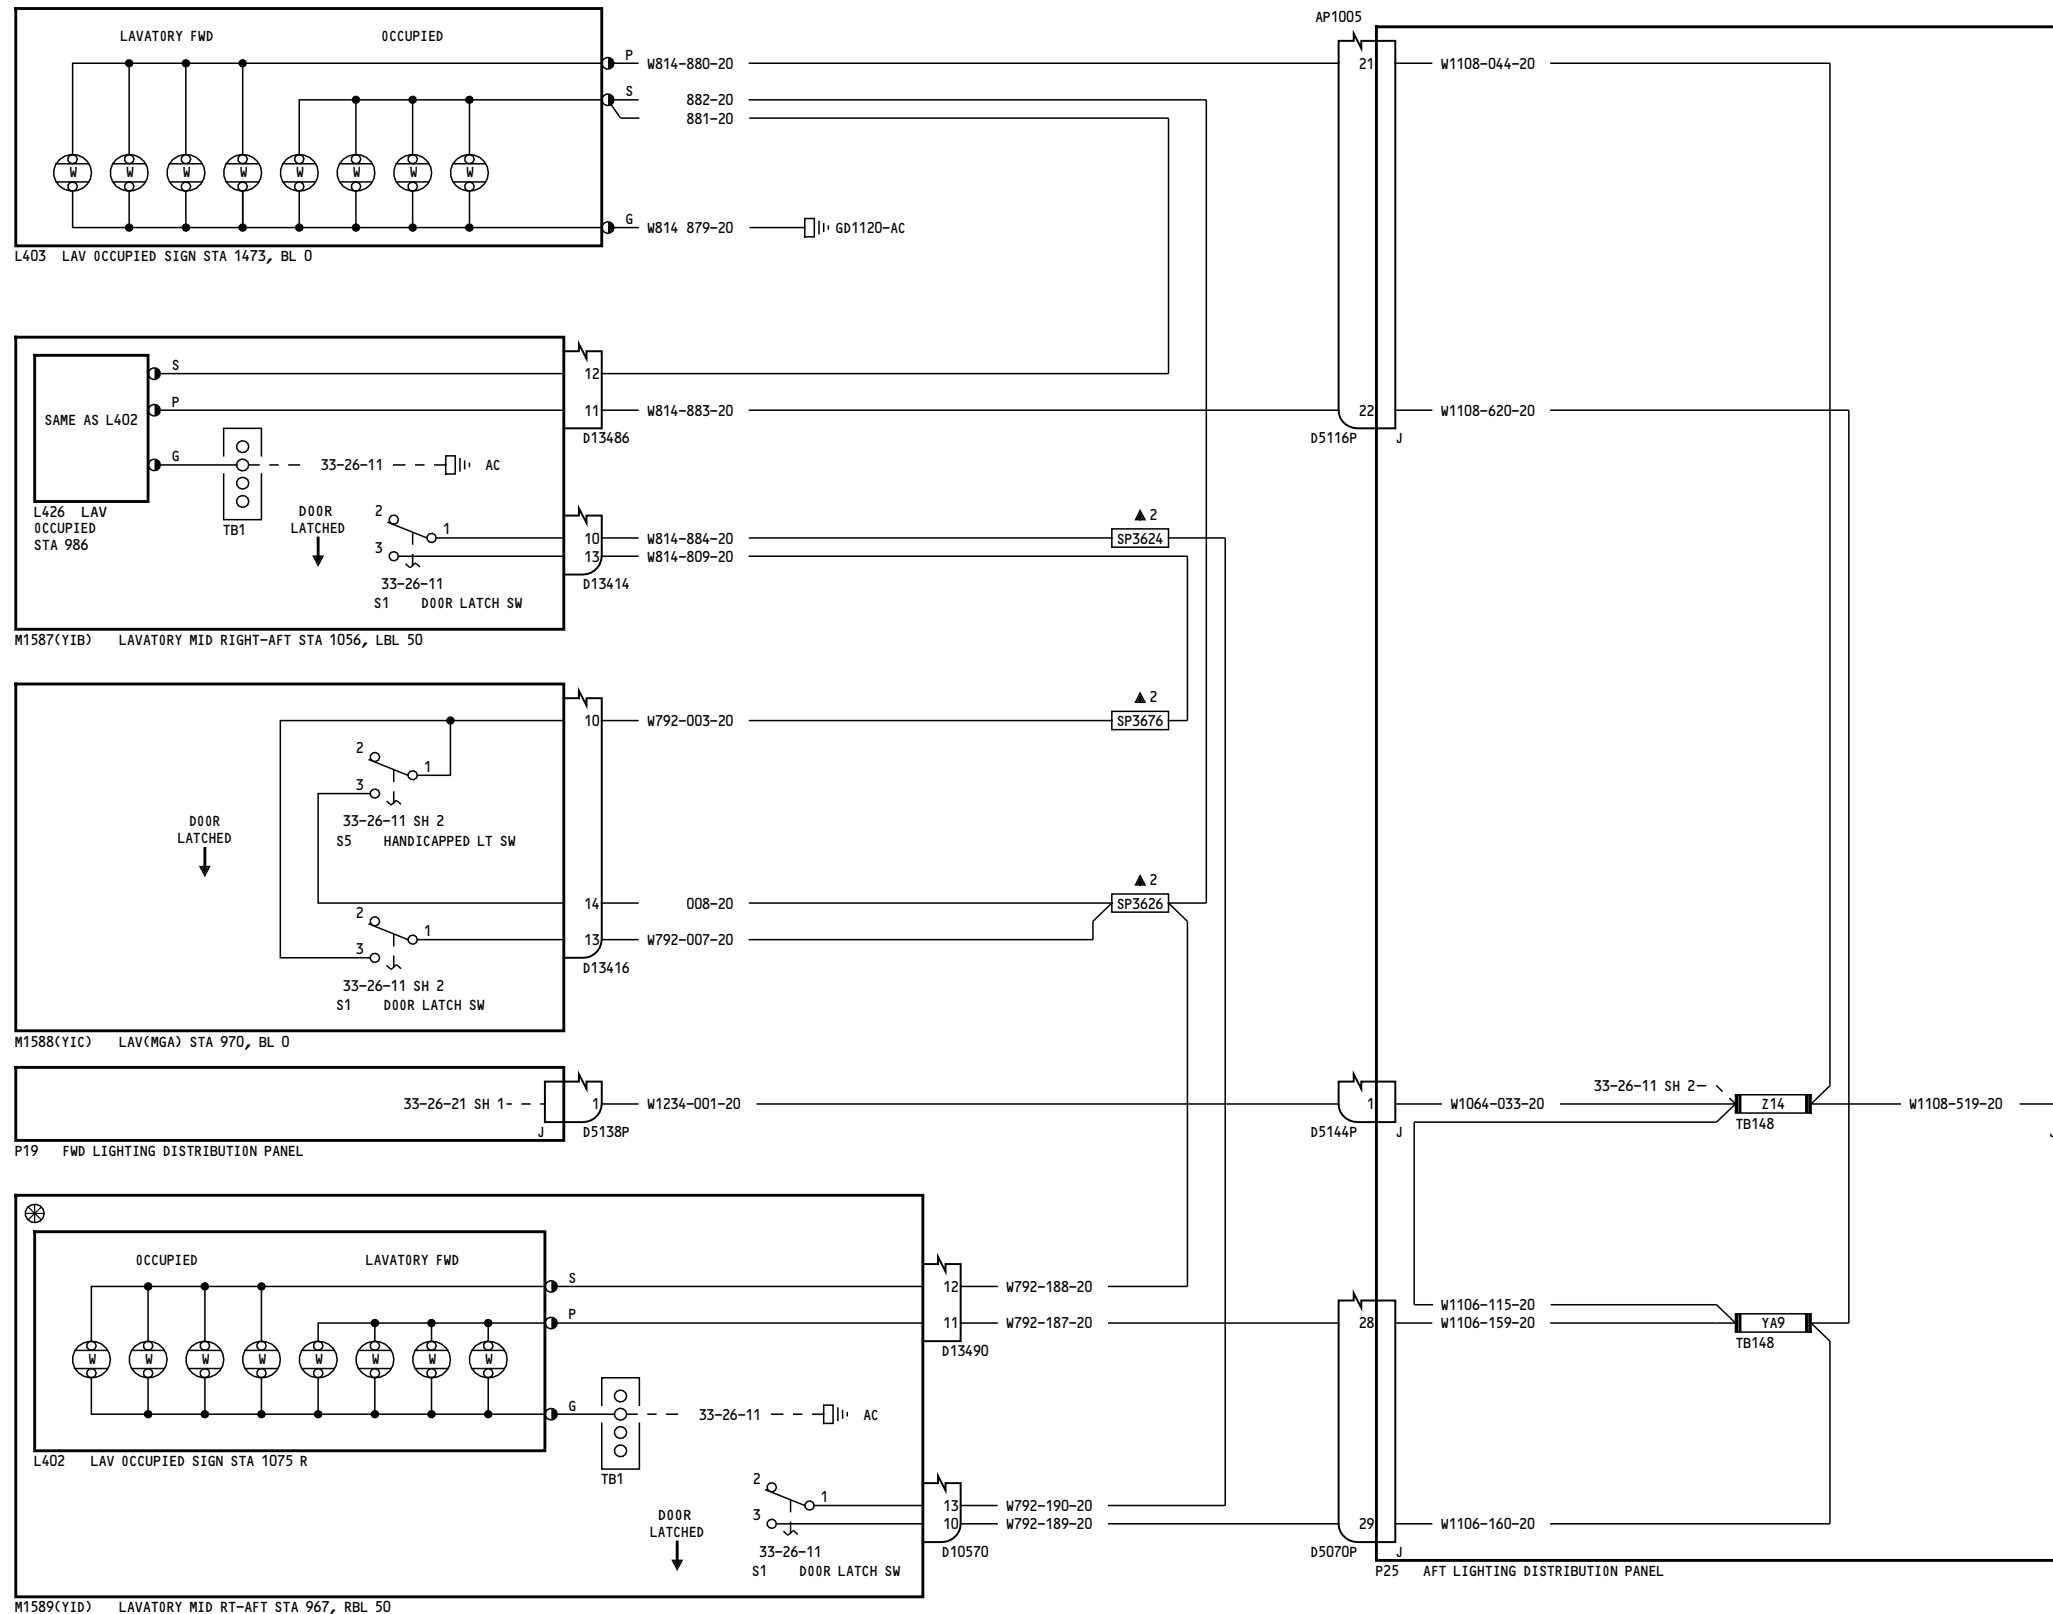 AP1005
LAVATORY FWD OCCUPIED
P W814-880-20 21 W1108-044-20
S 882-20
881-20
W W W W W W W W
G W814 879-20 GD1120-AC
L403 LAV OCCUPIED SIGN STA 1473, BL 0
S 12
P 11 W814-883-20 22 W1108-620-20
SAME AS L402
D13486 D5116P J
G 33-26-11 AC
L426 LAV
OCCUPIED
STA 986
TB1
DOOR
LATCHED
2 1 10 W814-884-20 SP3624
▲ 2
3 13 W814-809-20
33-26-11 D13414
S1 DOOR LATCH SW
M1587(YIB) LAVATORY MID RIGHT-AFT STA 1056, LBL 50
▲ 2
10 W792-003-20 SP3676
2 1
3
33-26-11 SH 2
S5 HANDICAPPED LT SW
DOOR
LATCHED
▲ 2
14 008-20 SP3626
2 1 13 W792-007-20
3
D13416
33-26-11 SH 2
S1 DOOR LATCH SW
M1588(YIC) LAV(MGA) STA 970, BL 0
33-26-11 SH 2
33-26-21 SH 1 1 W1234-001-20 1 W1064-033-20 Z14 W1108-519-20
TB148
J D5138P D5144P J J
P19 FWD LIGHTING DISTRIBUTION PANEL
OCCUPIED LAVATORY FWD
S 12 W792-188-20
W1106-115-20
P 11 W792-187-20 28 W1106-159-20 YA9
TB148
D13490
W W W W W W W W
G 33-26-11 AC
L402 LAV OCCUPIED SIGN STA 1075 R
TB1
2 1 13 W792-190-20
3 10 W792-189-20 29 W1106-160-20
DOOR
LATCHED
33-26-11 D10570 D5070P J
S1 DOOR LATCH SW
P25 AFT LIGHTING DISTRIBUTION PANEL
M1589(YID) LAVATORY MID RT-AFT STA 967, RBL 50